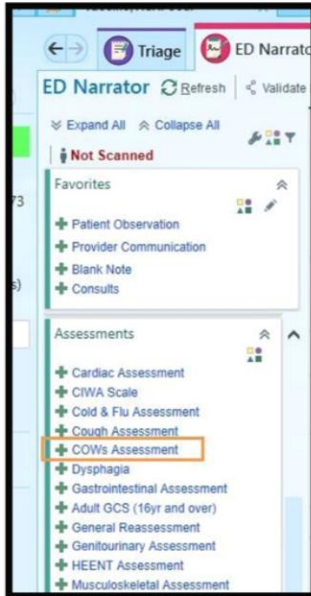 Triage
ED Narrato
ED Narrator Refresh Validate
Expand All Collapse All
Not Scanned
Favorites
73
Patient Observation
Provider Communication
Blank Note
s)
Consults
Assessments
Cardiac Assessment
CIWA Scale
Cold & Flu Assessment
Cough Assessment
COWs Assessment
Dysphagia
Gastrointestinal Assessment
Adult GCS (16yr and over)
General Reassessment
Genitourinary Assessment
HEENT Assessment
Musculoskeletal Assessment